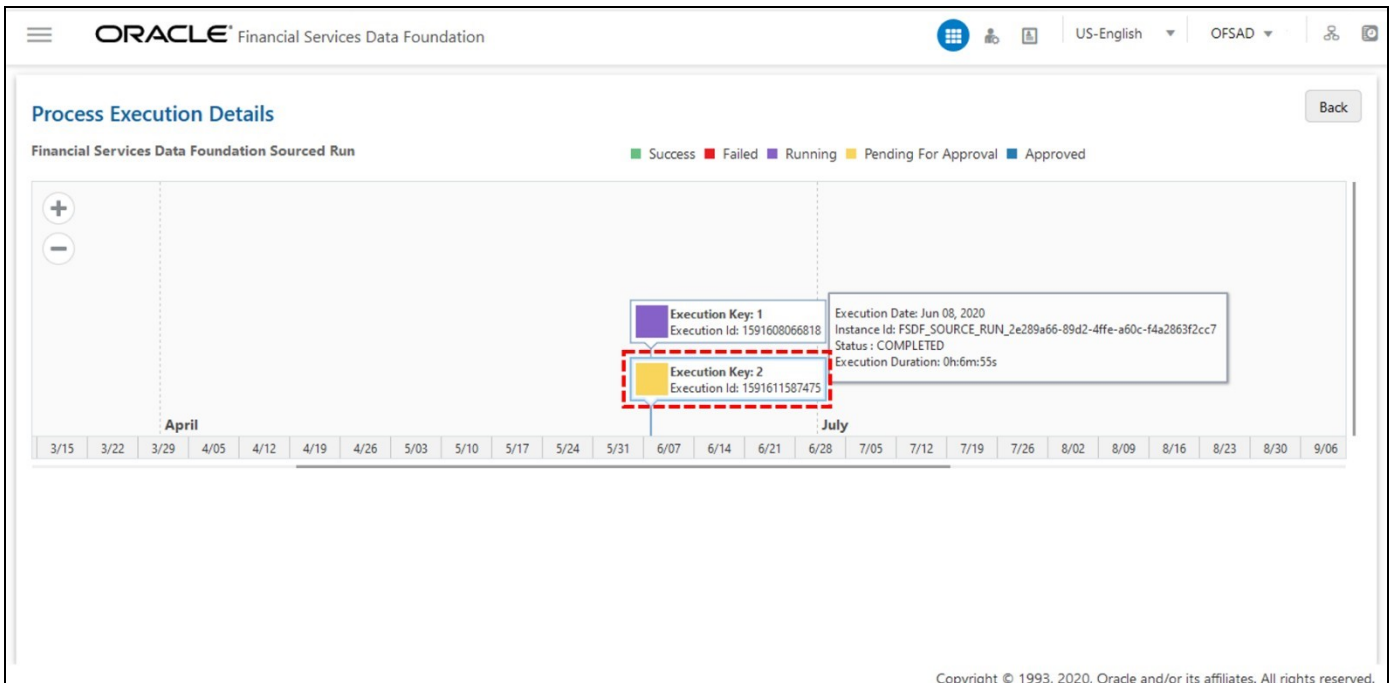 ORACLE® Financial Services Data Foundation
US-English
OFSAD
Process Execution Details
Back
Financial Services Data Foundation Sourced Run
Success Failed Running Pending For Approval Approved
Execution Key: 1
Execution Id: 1591608066818
Execution Date: Jun 08, 2020
Instance Id: FSDF_SOURCE_RUN_2e289a66-89d2-4ffe-a60c-f4a2863f2cc7
Status : COMPLETED
Execution Duration: 0h:6m:55s
Execution Key: 2
Execution Id: 1591611587475
April July
3/15 3/22 3/29 4/05 4/12 4/19 4/26 5/03 5/10 5/17 5/24 5/31 6/07 6/14 6/21 6/28 7/05 7/12 7/19 7/26 8/02 8/09 8/16 8/23 8/30 9/06
Copyright © 1993, 2020, Oracle and/or its affiliates. All rights reserved.